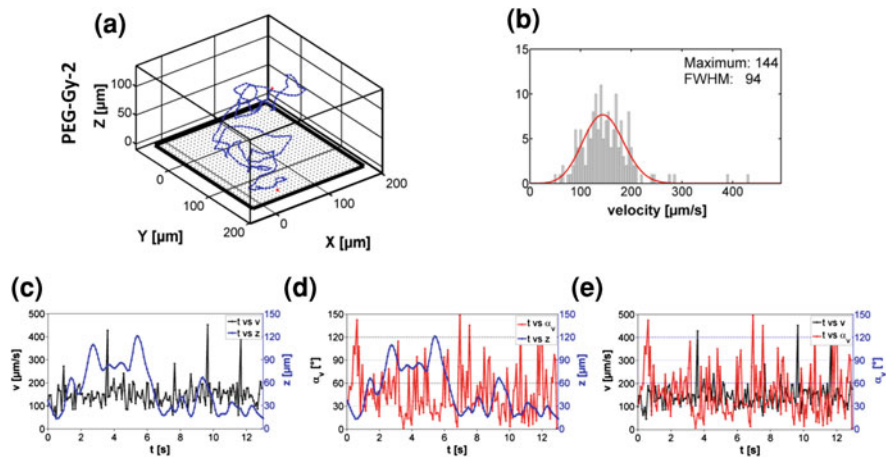 (a)
PEG-Gy-2
Z [µm]
100
50
0
0
100
200
Y [µm]
0
100
200
X [µm]
(b)
15
10
5
0
Maximum: 144
FWHM: 94
0 100 200 300 400
velocity [µm/s]
(c)
500
400
300
200
100
0
v [µm/s]
t vs v
t vs z
150
120
90
60
30
0
z [µm]
0 2 4 6 8 10 12
t [s]
(d)
150
120
90
60
30
0
αv [°]
t vs αv
t vs z
150
120
90
60
30
0
z [µm]
0 2 4 6 8 10 12
t [s]
(e)
500
400
300
200
100
0
v [µm/s]
t vs v
t vs αv
150
120
90
60
30
0
αv [°]
0 2 4 6 8 10 12
t [s]